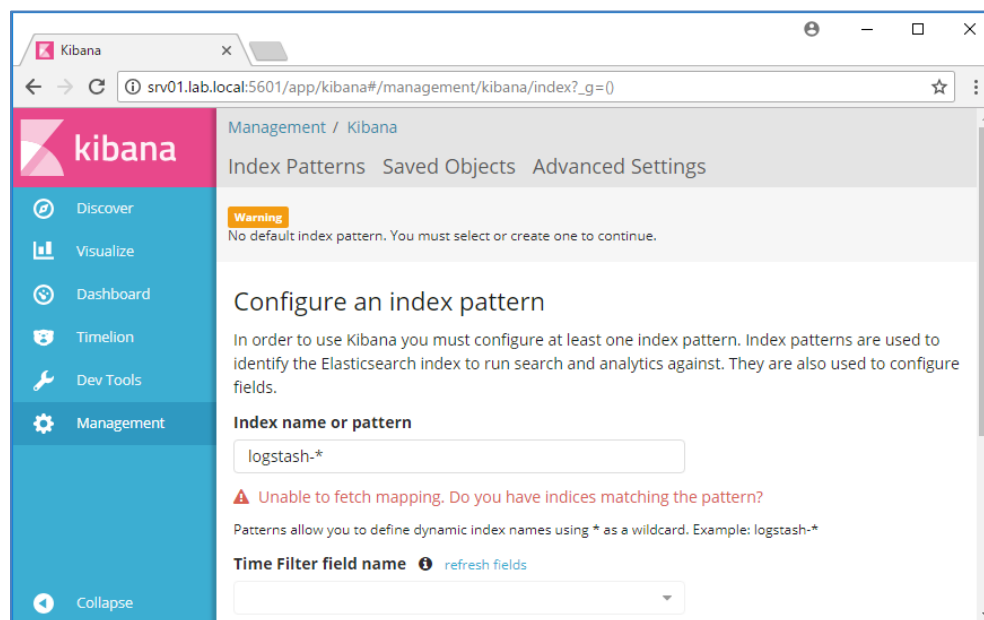 Kibana
srv01.lab.local:5601/app/kibana#/management/kibana/index?_g=()
kibana
Discover
Visualize
Dashboard
Timelion
Dev Tools
Management
Collapse
Management / Kibana
Index Patterns Saved Objects Advanced Settings
Warning
No default index pattern. You must select or create one to continue.
Configure an index pattern
In order to use Kibana you must configure at least one index pattern. Index patterns are used to
identify the Elasticsearch index to run search and analytics against. They are also used to configure
fields.
Index name or pattern
logstash-*
Unable to fetch mapping. Do you have indices matching the pattern?
Patterns allow you to define dynamic index names using * as a wildcard. Example: logstash-*
Time Filter field name refresh fields